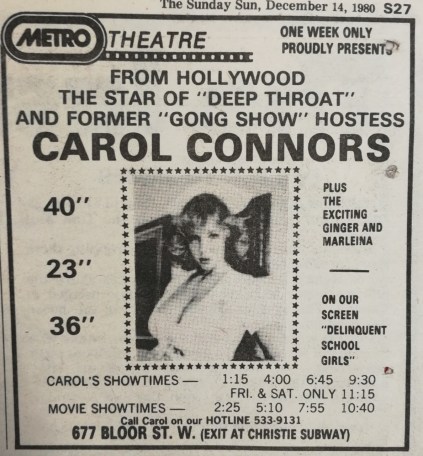 The Sunday Sun, December 14, 1980 S27
METRO THEATRE
ONE WEEK ONLY
PROUDLY PRESENTS
FROM HOLLYWOOD
THE STAR OF "DEEP THROAT"
AND FORMER "GONG SHOW" HOSTESS
CAROL CONNORS
40"
23"
36"
PLUS
THE
EXCITING
GINGER AND
MARLEINA
ON OUR
SCREEN
"DELINQUENT
SCHOOL
GIRLS"
CAROL'S SHOWTIMES — 1:15 4:00 6:45 9:30
FRI. & SAT. ONLY 11:15
MOVIE SHOWTIMES — 2:25 5:10 7:55 10:40
Call Carol on our HOTLINE 533-9131
677 BLOOR ST. W. (EXIT AT CHRISTIE SUBWAY)